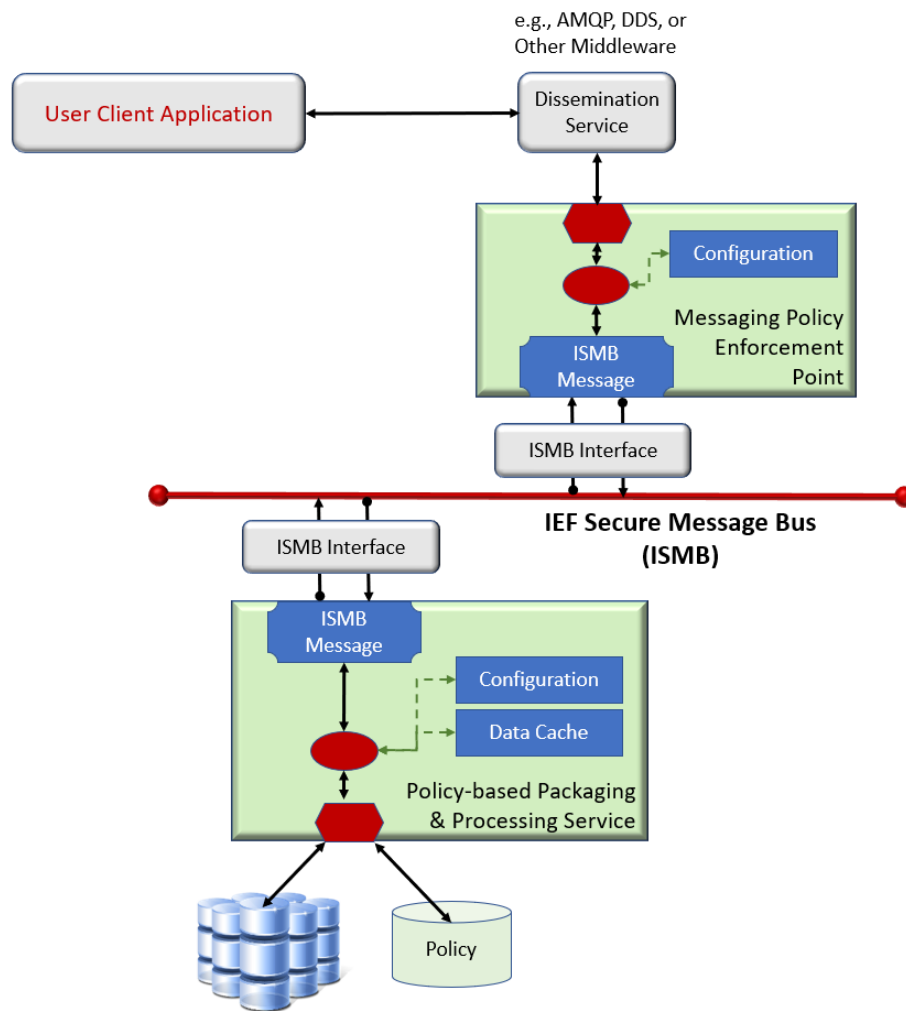 e.g., AMQP, DDS, or
Other Middleware
User Client Application
Dissemination
Service
Configuration
Messaging Policy
Enforcement
Point
ISMB
Message
ISMB Interface
IEF Secure Message Bus
(ISMB)
ISMB Interface
ISMB
Message
Configuration
Data Cache
Policy-based Packaging
& Processing Service
Policy